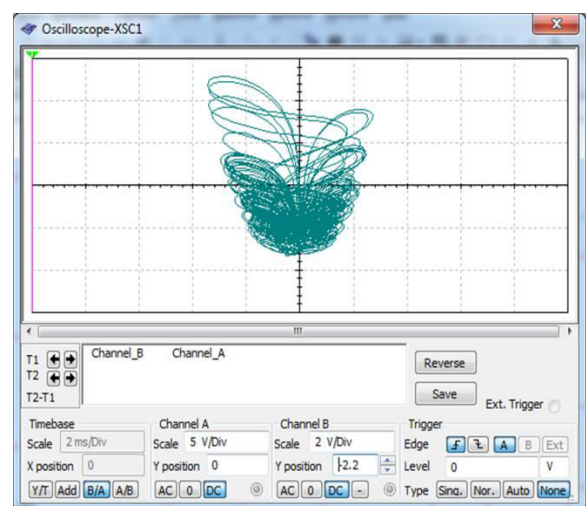 Oscilloscope-XSC1
Channel_B Channel_A
T1
T2
T2-T1
Reverse
Save
Ext. Trigger
Timebase
Scale 2 ms/Div
X position 0
Y/T Add B/A A/B
Channel A
Scale 5 V/Div
Y position 0
AC 0 DC
Channel B
Scale 2 V/Div
Y position -2.2
AC 0 DC -
Trigger
Edge A B Ext
Level 0 V
Type Sing. Nor. Auto None